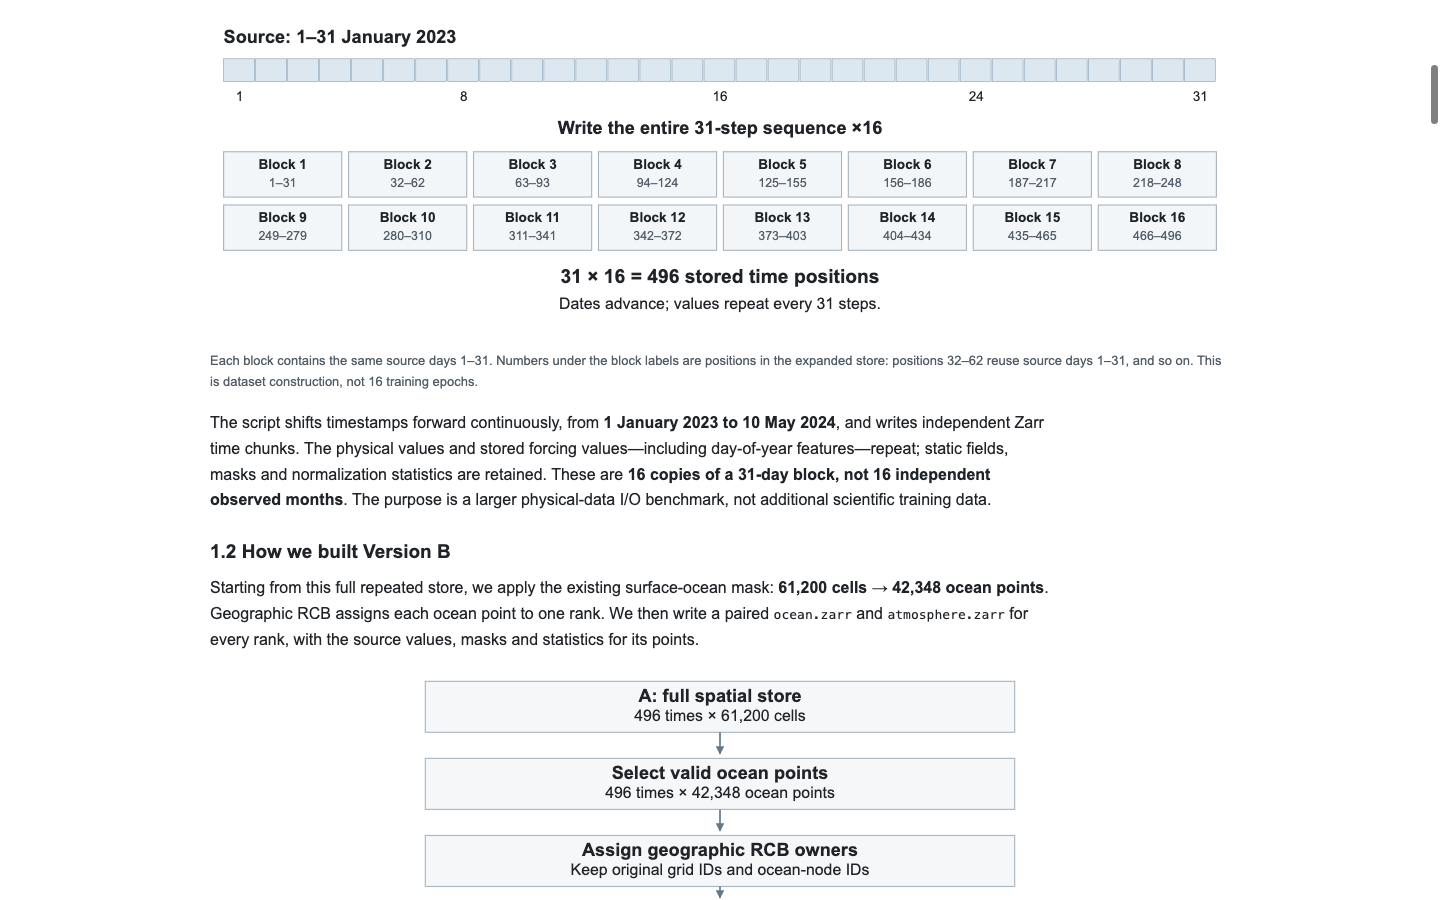 Source: 1–31 January 2023
1 8 16 24 31
Write the entire 31-step sequence ×16
Block 1 Block 2 Block 3 Block 4 Block 5 Block 6 Block 7 Block 8
1–31 32–62 63–93 94–124 125–155 156–186 187–217 218–248
Block 9 Block 10 Block 11 Block 12 Block 13 Block 14 Block 15 Block 16
249–279 280–310 311–341 342–372 373–403 404–434 435–465 466–496
31 × 16 = 496 stored time positions
Dates advance; values repeat every 31 steps.
Each block contains the same source days 1–31. Numbers under the block labels are positions in the expanded store: positions 32–62 reuse source days 1–31, and so on. This
is dataset construction, not 16 training epochs.
The script shifts timestamps forward continuously, from 1 January 2023 to 10 May 2024, and writes independent Zarr
time chunks. The physical values and stored forcing values—including day-of-year features—repeat; static fields,
masks and normalization statistics are retained. These are 16 copies of a 31-day block, not 16 independent
observed months. The purpose is a larger physical-data I/O benchmark, not additional scientific training data.
1.2 How we built Version B
Starting from this full repeated store, we apply the existing surface-ocean mask: 61,200 cells → 42,348 ocean points.
Geographic RCB assigns each ocean point to one rank. We then write a paired ocean.zarr and atmosphere.zarr for
every rank, with the source values, masks and statistics for its points.
A: full spatial store
496 times × 61,200 cells
Select valid ocean points
496 times × 42,348 ocean points
Assign geographic RCB owners
Keep original grid IDs and ocean-node IDs